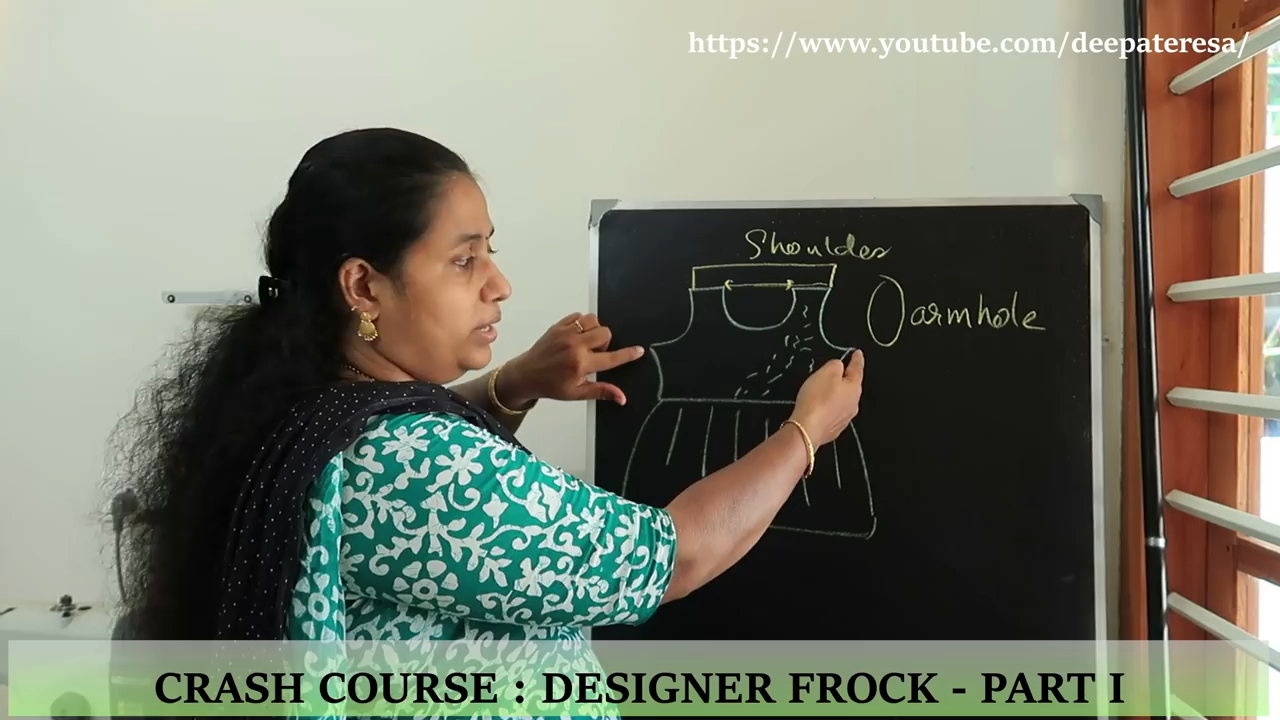 https://www.youtube.com/deepateresa/
Shoulder
armhole
CRASH COURSE : DESIGNER FROCK - PART I